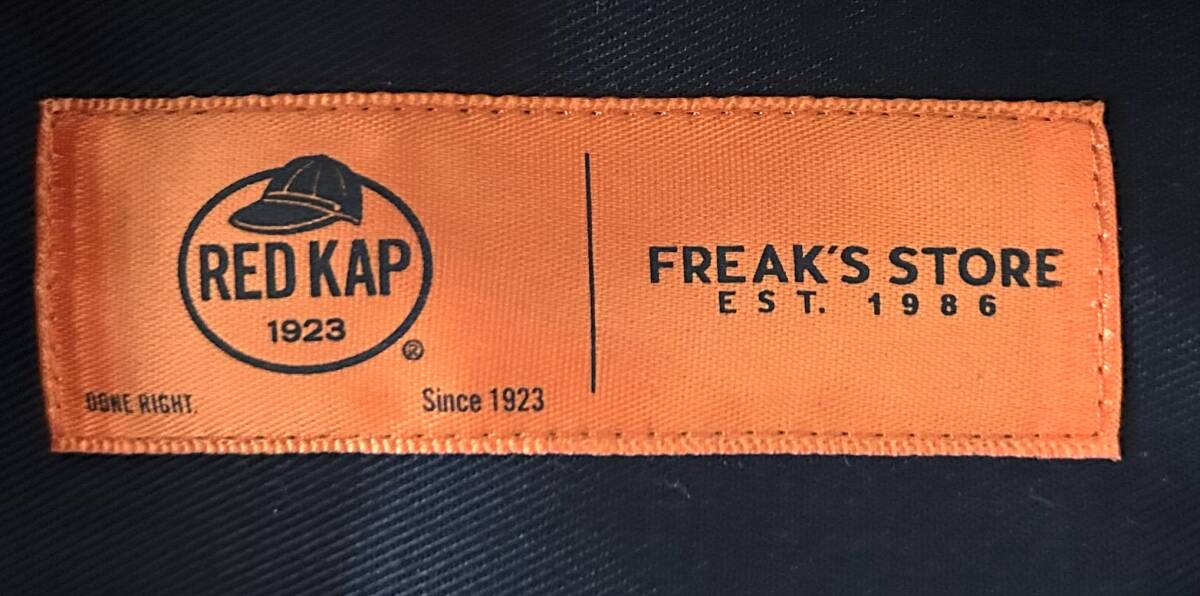 RED KAP
1923
®
DONE RIGHT.
Since 1923
FREAK'S STORE
EST. 1986